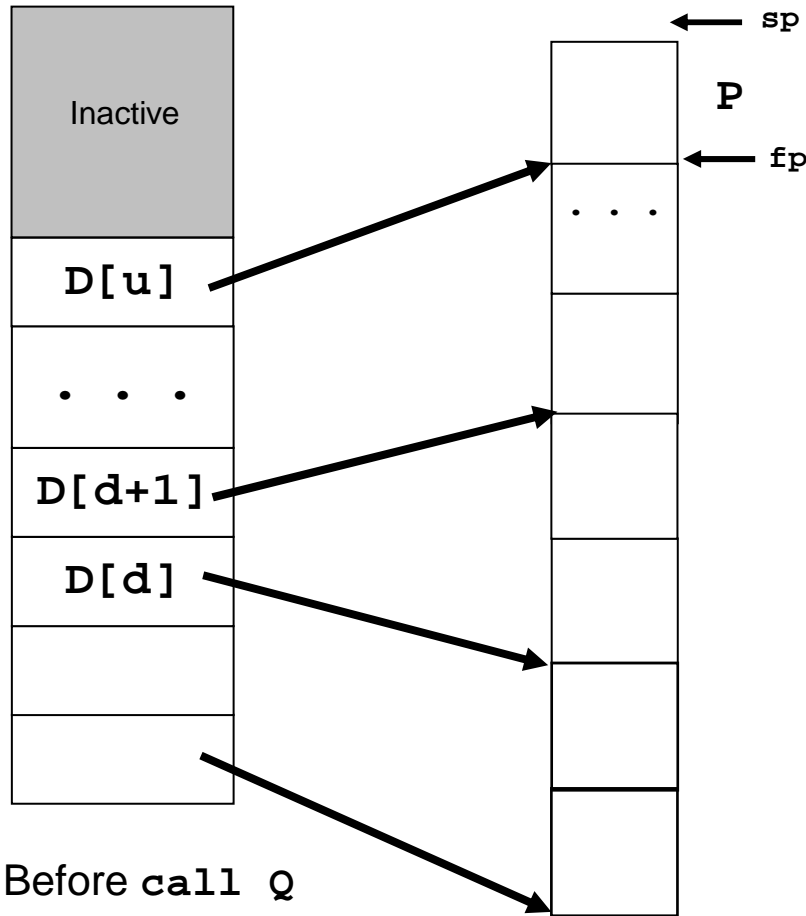 sp
Inactive
P
fp
. . .
D[u]
. . .
D[d+1]
D[d]
Before call Q